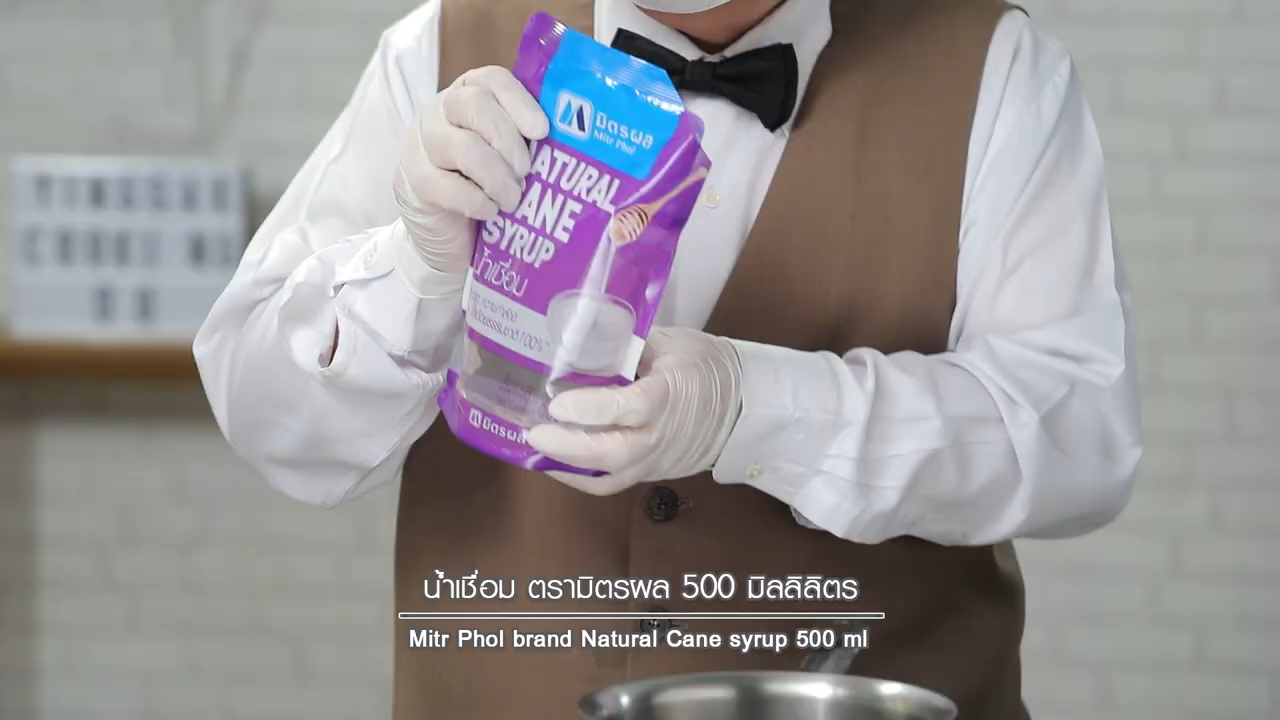 มิตรผล
Mitr Phol
NATURAL
CANE
SYRUP
น้ำเชื่อม
100%
มิตรผล
น้ำเชื่อม ตรามิตรผล 500 มิลลิลิตร
Mitr Phol brand Natural Cane syrup 500 ml